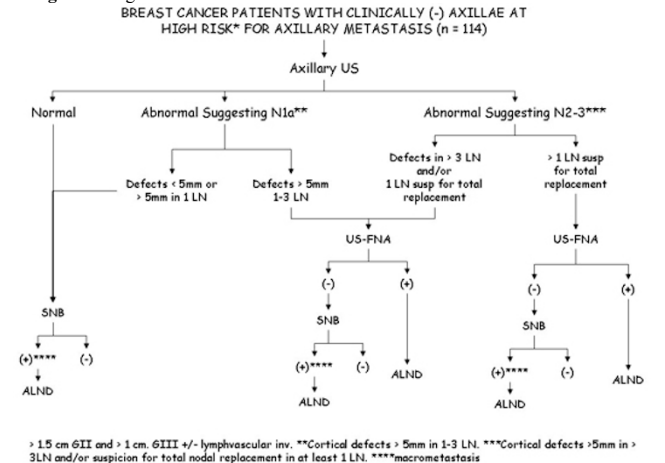 BREAST CANCER PATIENTS WITH CLINICALLY (-) AXILLAE AT
HIGH RISK* FOR AXILLARY METASTASIS (n = 114)
Axillary US
Normal
Abnormal Suggesting N1a**
Abnormal Suggesting N2-3***
Defects < 5mm or
> 5mm in 1 LN
Defects > 5mm
1-3 LN
Defects in > 3 LN
and/or
1 LN susp for total
replacement
> 1 LN susp
for total
replacement
US-FNA
US-FNA
(-)
(+)
(-)
(+)
SNB
SNB
SNB
(+)****
(-)
(+)****
(-)
(+)****
(-)
ALND
ALND
ALND
ALND
ALND
> 1.5 cm GII and > 1 cm. GIII +/- lymphvascular inv. **Cortical defects > 5mm in 1-3 LN. ***Cortical defects >5mm in >
3LN and/or suspicion for total nodal replacement in at least 1 LN. ****macrometastasis